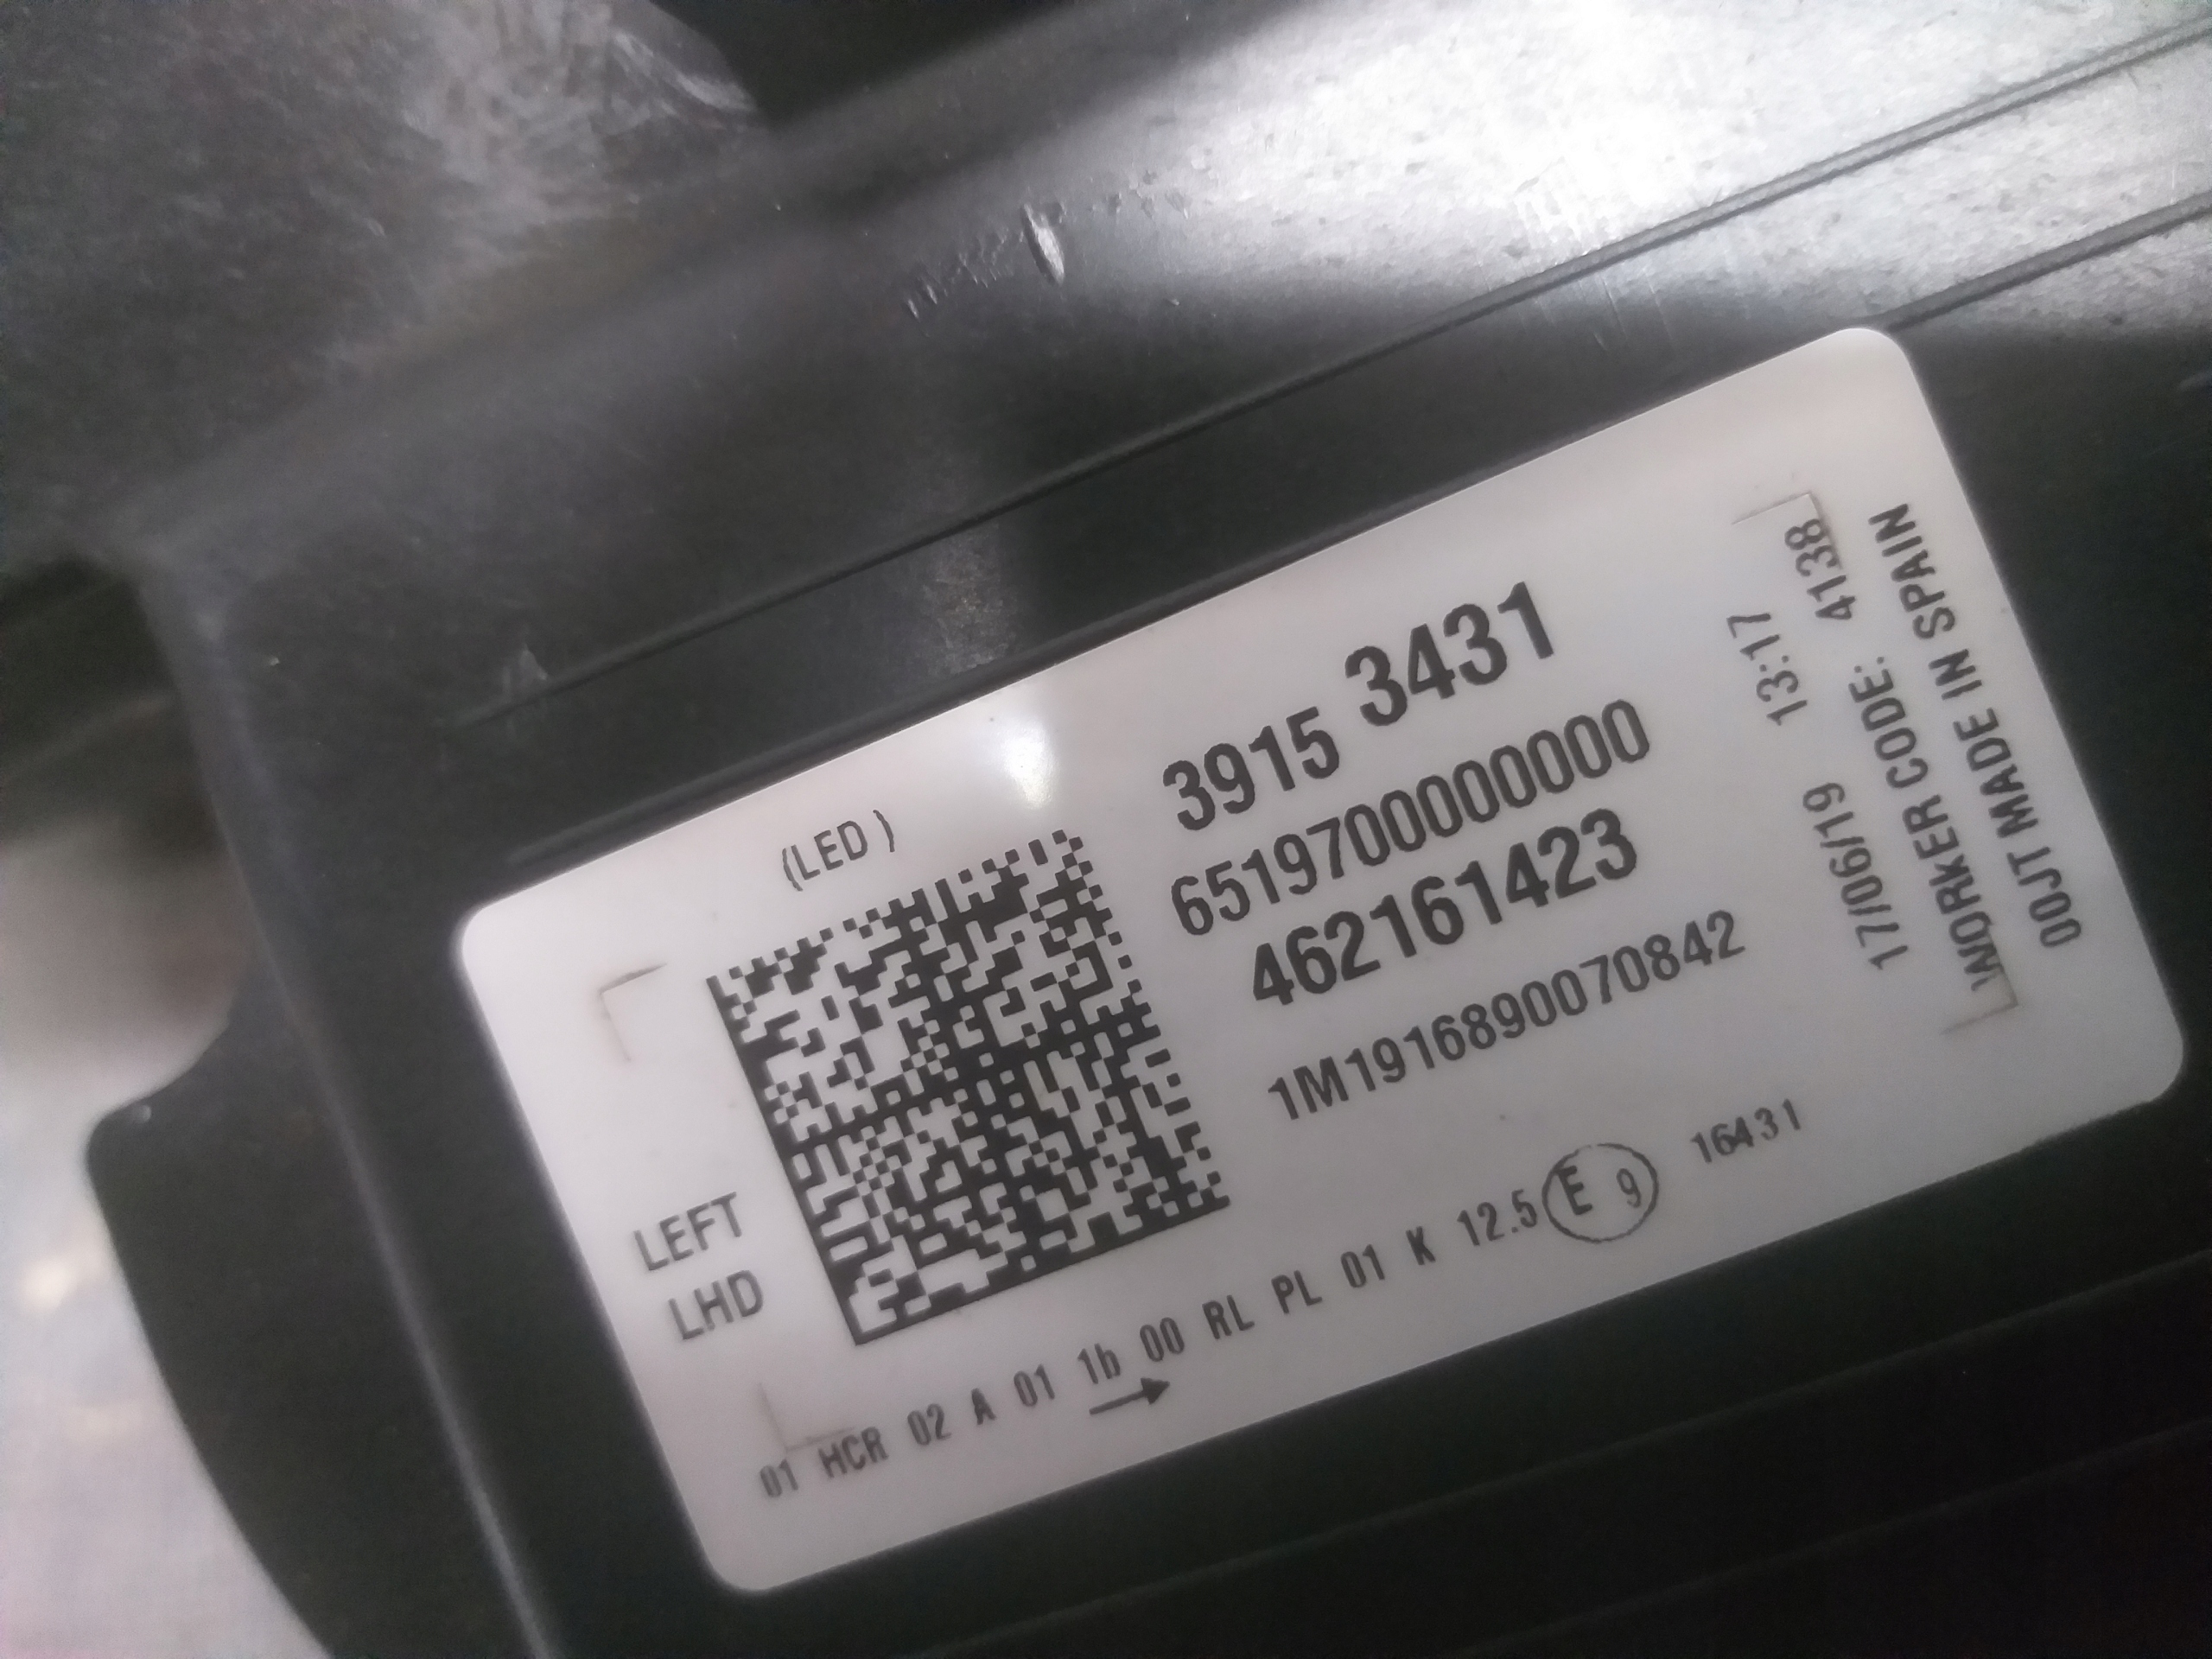 (LED )
3915 3431
651970000000
462161423
1M1916890070842
LEFT
LHD
01 HCR 02 A 01 1b 00 RL PL 01 K 12.5 E 9 16431
→
17/06/19 13:17
WORKER CODE: 4138
00JT MADE IN SPAIN